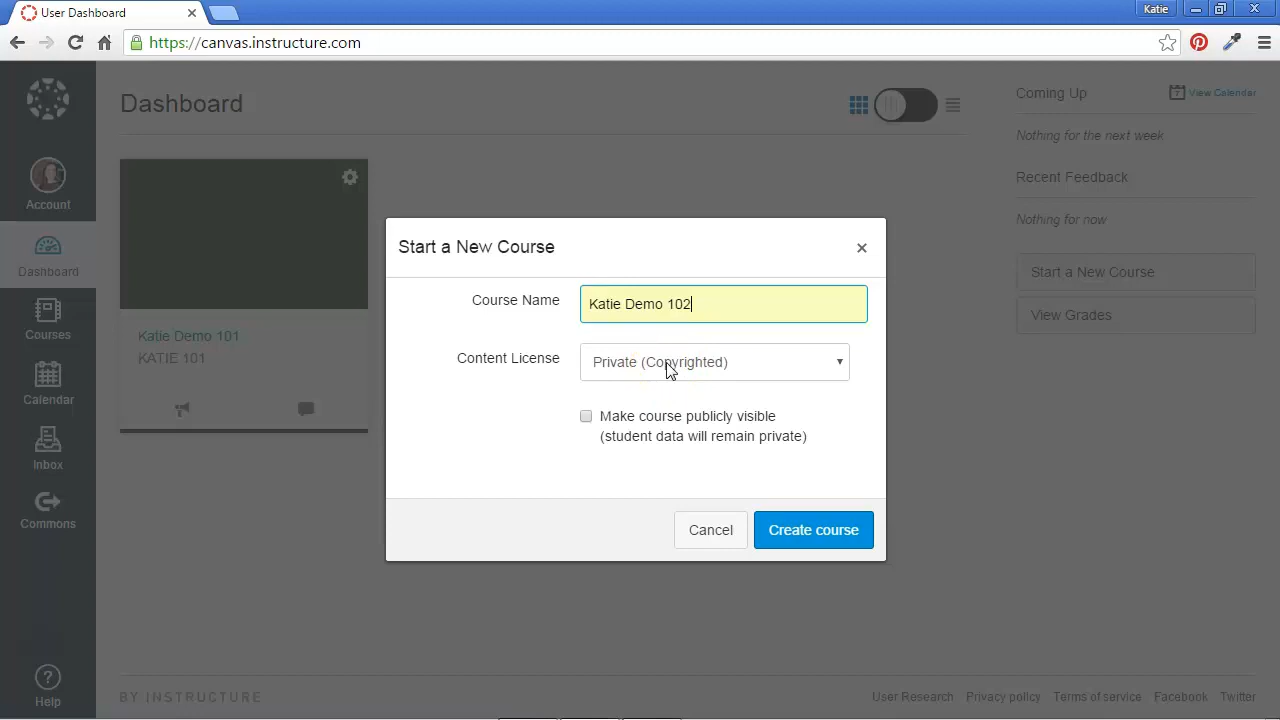 User Dashboard
Katie
https://canvas.instructure.com
Dashboard
Coming Up
View Calendar
Nothing for the next week
Recent Feedback
Nothing for now
Start a New Course
View Grades
Account
Dashboard
Courses
Calendar
Inbox
Commons
Help
Katie Demo 101
KATIE 101
Start a New Course
Course Name
Katie Demo 102
Content License
Private (Copyrighted)
Make course publicly visible
(student data will remain private)
Cancel
Create course
BY INSTRUCTURE
User Research
Privacy policy
Terms of service
Facebook
Twitter